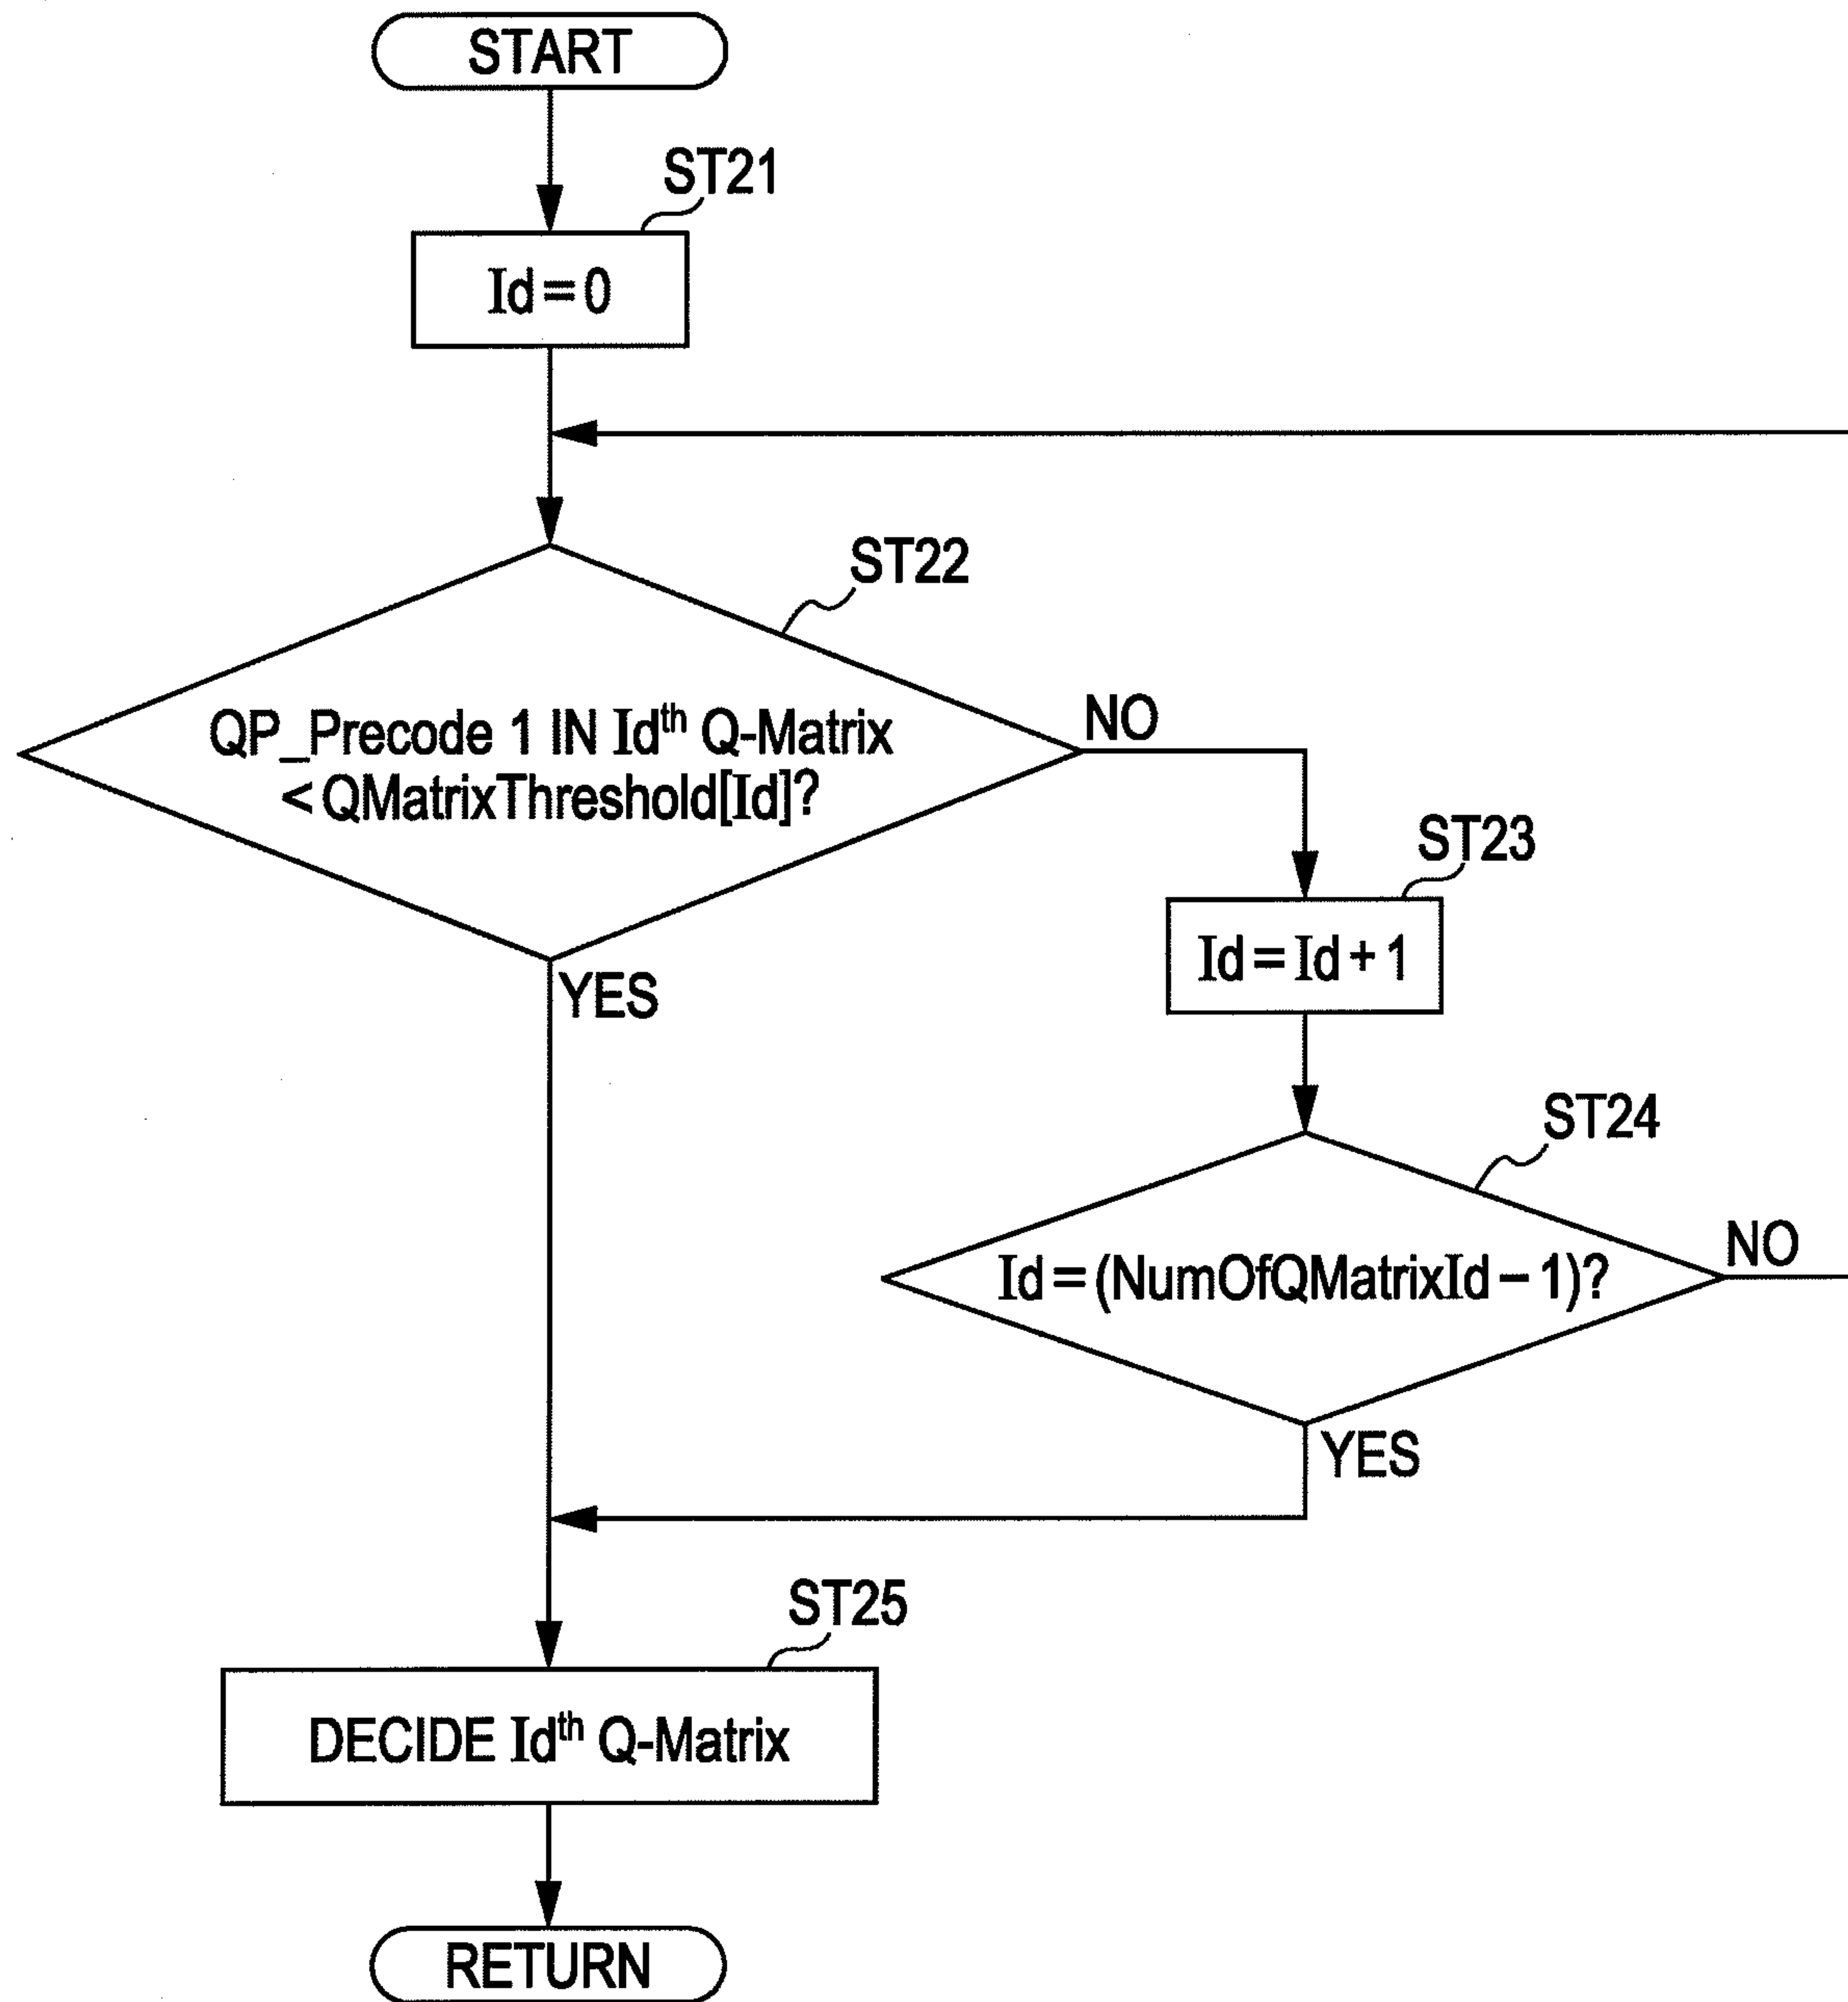 START
ST21
Id = 0
ST22
QP_Precode 1 IN Idth Q-Matrix
< QMatrixThreshold[Id]?
NO
YES
ST23
Id = Id + 1
ST24
Id = (NumOfQMatrixId – 1)?
NO
YES
ST25
DECIDE Idth Q-Matrix
RETURN